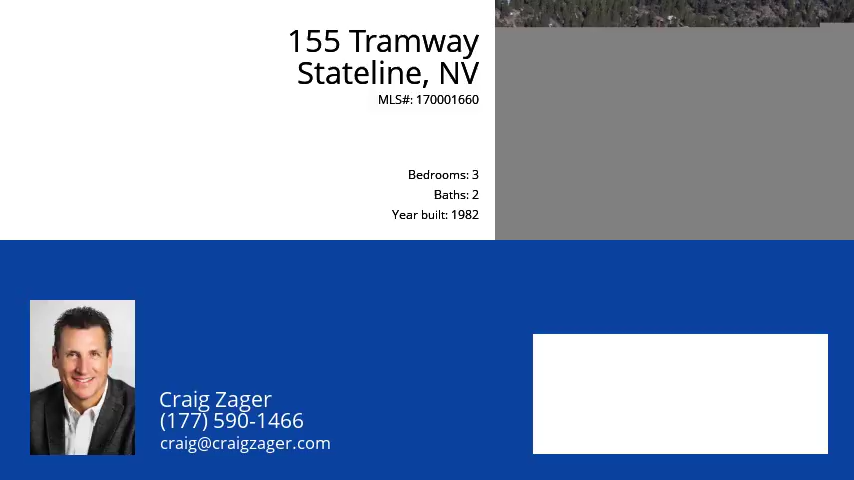 155 Tramway
Stateline, NV
MLS#: 170001660
Bedrooms: 3
Baths: 2
Year built: 1982
Craig Zager
(177) 590-1466
craig@craigzager.com